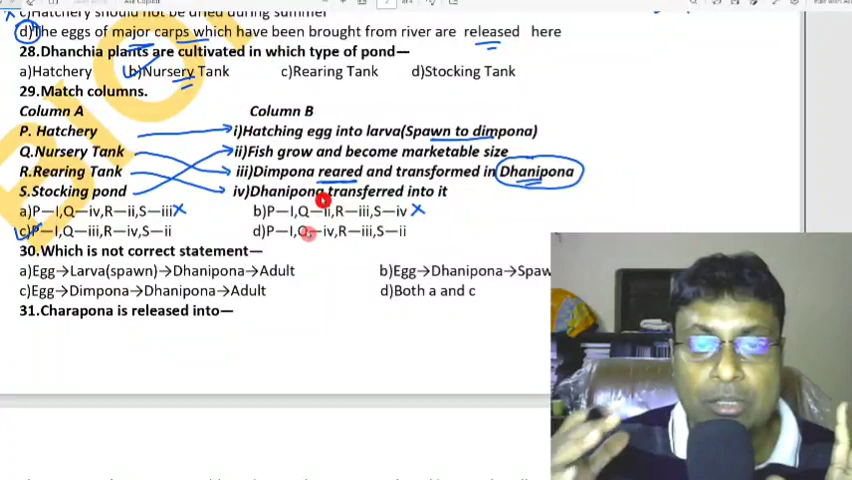 c)Hatchery should not be dried during summer
d)The eggs of major carps which have been brought from river are released here
28.Dhanchia plants are cultivated in which type of pond—
a)Hatchery b)Nursery Tank c)Rearing Tank d)Stocking Tank
29.Match columns.
Column A Column B
P. Hatchery i)Hatching egg into larva(Spawn to dimpona)
Q.Nursery Tank ii)Fish grow and become marketable size
R.Rearing Tank iii)Dimpona reared and transformed in Dhanipona
S.Stocking pond iv)Dhanipona transferred into it
a)P—I,Q—iv,R—ii,S—iii b)P—I,Q—ii,R—iii,S—iv
c)P—I,Q—iii,R—iv,S—ii d)P—I,Q—iv,R—iii,S—ii
30.Which is not correct statement—
a)Egg→Larva(spawn)→Dhanipona→Adult b)Egg→Dhanipona→Spaw
c)Egg→Dimpona→Dhanipona→Adult d)Both a and c
31.Charapona is released into—
BIO